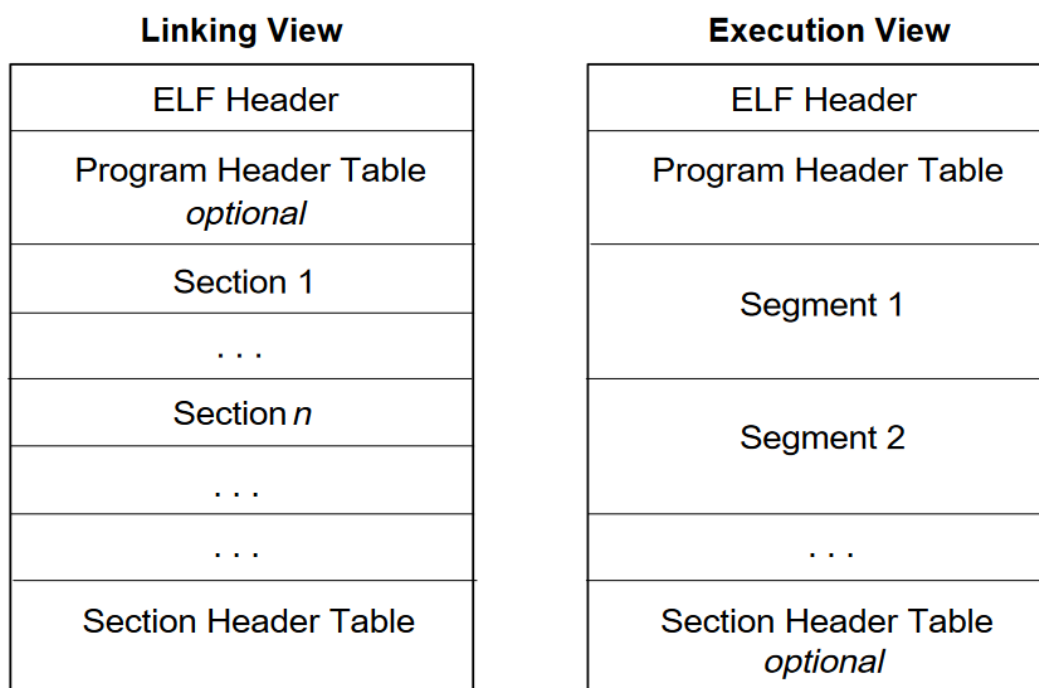 Linking View
ELF Header
Program Header Table
optional
Section 1
. . .
Section n
. . .
. . .
Section Header Table
Execution View
ELF Header
Program Header Table
Segment 1
Segment 2
. . .
Section Header Table
optional